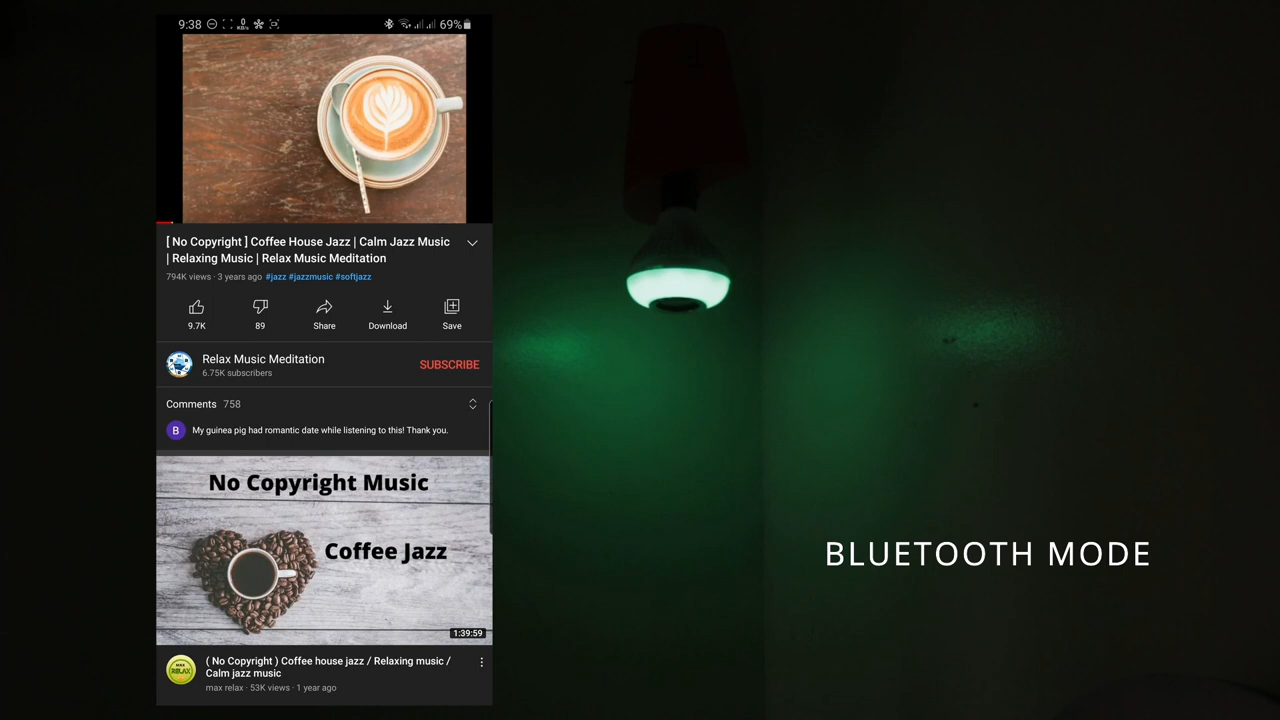 9:38
0
KB/s
69%
[ No Copyright ] Coffee House Jazz | Calm Jazz Music
| Relaxing Music | Relax Music Meditation
794K views · 3 years ago #jazz #jazzmusic #softjazz
9.7K
89
Share
Download
Save
Relax Music Meditation
6.75K subscribers
SUBSCRIBE
Comments 758
B
My guinea pig had romantic date while listening to this! Thank you.
No Copyright Music
Coffee Jazz
1:39:59
MAX
RELAX
( No Copyright ) Coffee house jazz / Relaxing music /
Calm jazz music
max relax · 53K views · 1 year ago
BLUETOOTH MODE